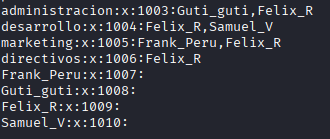 administracion:x:1003:Guti_guti,Felix_R
desarrollo:x:1004:Felix_R,Samuel_V
marketing:x:1005:Frank_Peru,Felix_R
directivos:x:1006:Felix_R
Frank_Peru:x:1007:
Guti_guti:x:1008:
Felix_R:x:1009:
Samuel_V:x:1010: